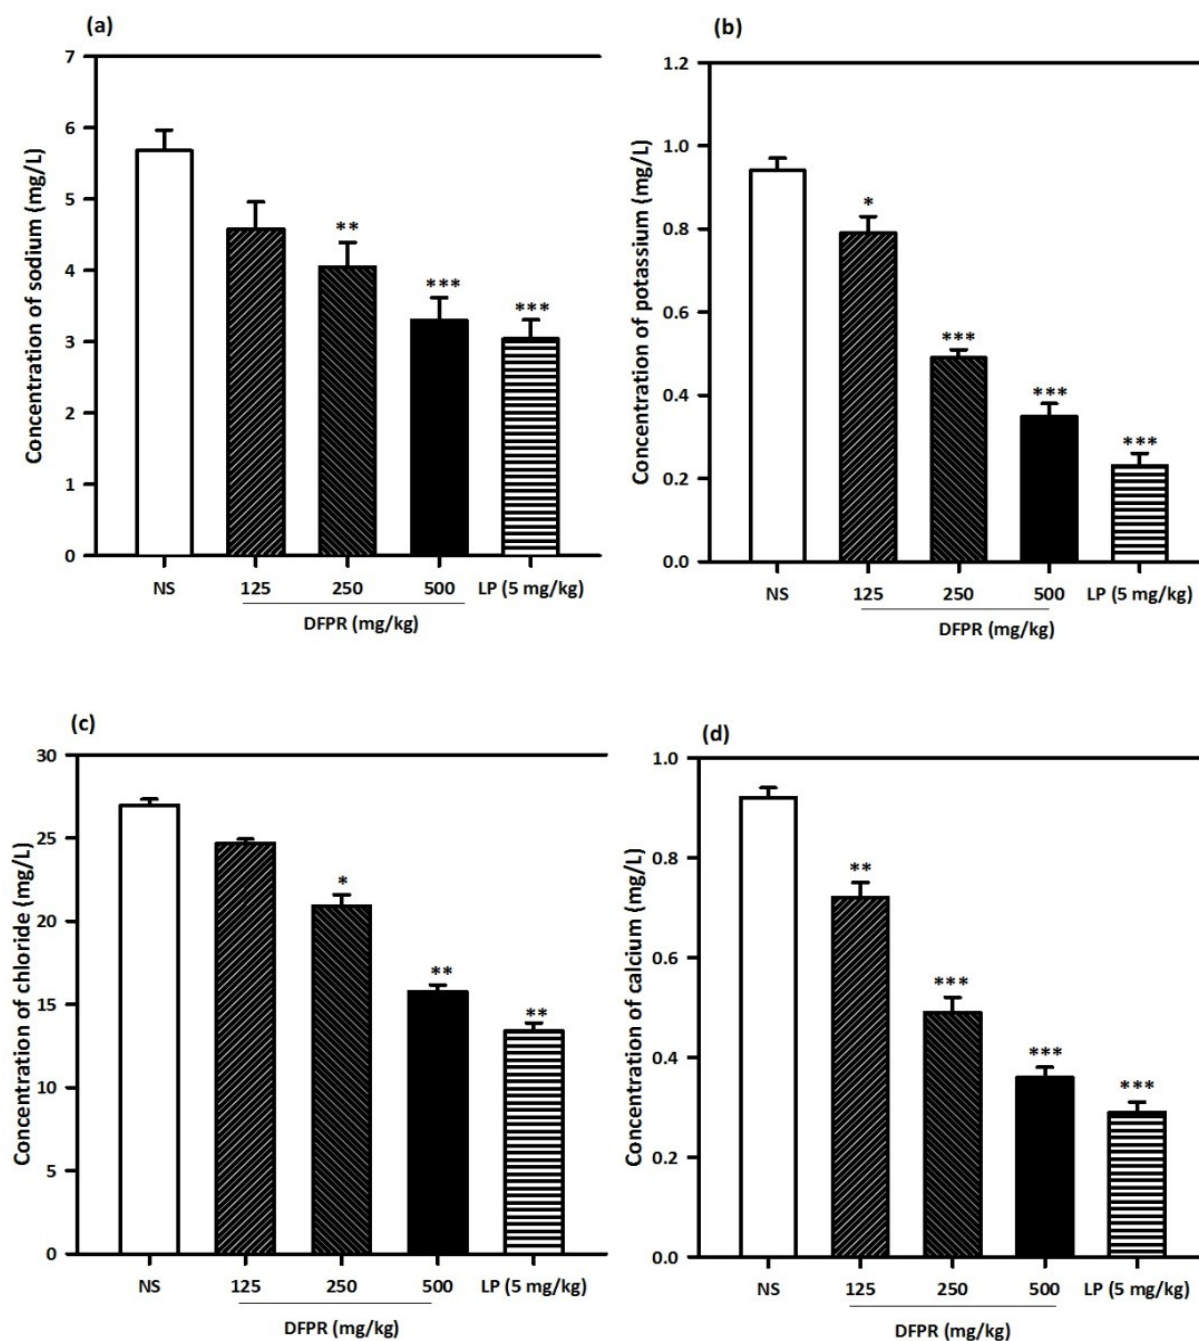 (a)
7
6
5
4
3
2
1
0
Concentration of sodium (mg/L)
**
***
***
NS
125
250
500
LP (5 mg/kg)
DFPR (mg/kg)
(b)
1.2
1.0
0.8
0.6
0.4
0.2
0.0
Concentration of potassium (mg/L)
*
***
***
***
NS
125
250
500
LP (5 mg/kg)
DFPR (mg/kg)
(c)
30
25
20
15
10
5
0
Concentration of chloride (mg/L)
*
**
**
NS
125
250
500
LP (5 mg/kg)
DFPR (mg/kg)
(d)
1.0
0.8
0.6
0.4
0.2
0.0
Concentration of calcium (mg/L)
**
***
***
***
NS
125
250
500
LP (5 mg/kg)
DFPR (mg/kg)